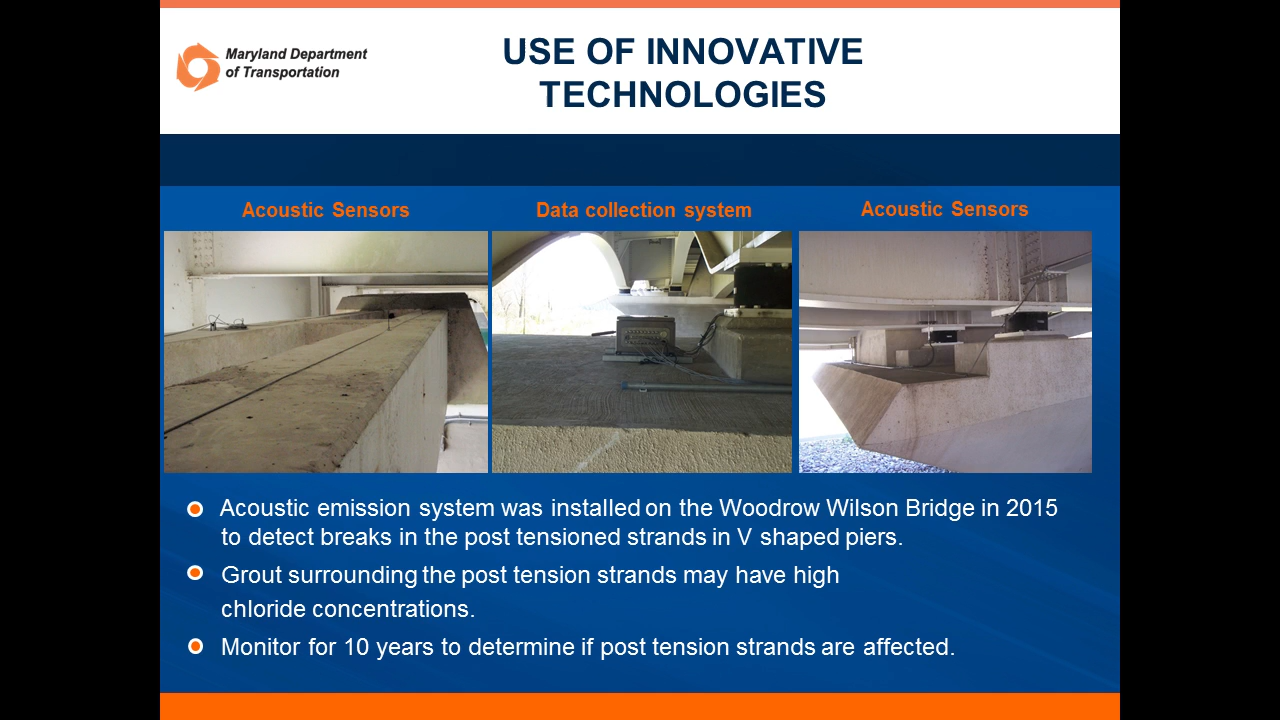 Maryland Department
of Transportation
USE OF INNOVATIVE
TECHNOLOGIES
Acoustic Sensors
Data collection system
Acoustic Sensors
Acoustic emission system was installed on the Woodrow Wilson Bridge in 2015
to detect breaks in the post tensioned strands in V shaped piers.
Grout surrounding the post tension strands may have high
chloride concentrations.
Monitor for 10 years to determine if post tension strands are affected.